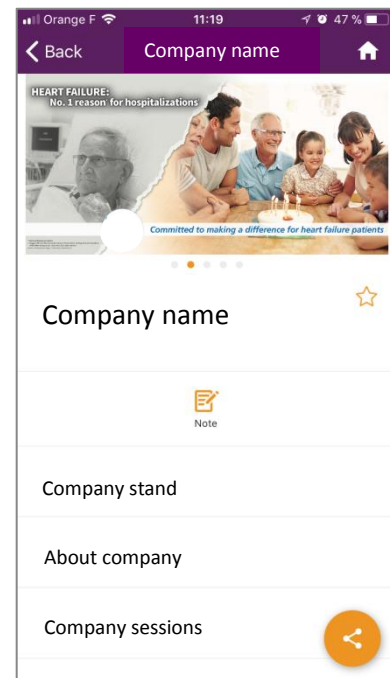 Orange F 11:19 47 %
Back Company name
HEART FAILURE:
No. 1 reason for hospitalizations
Committed to making a difference for heart failure patients
Company name
Note
Company stand
About company
Company sessions